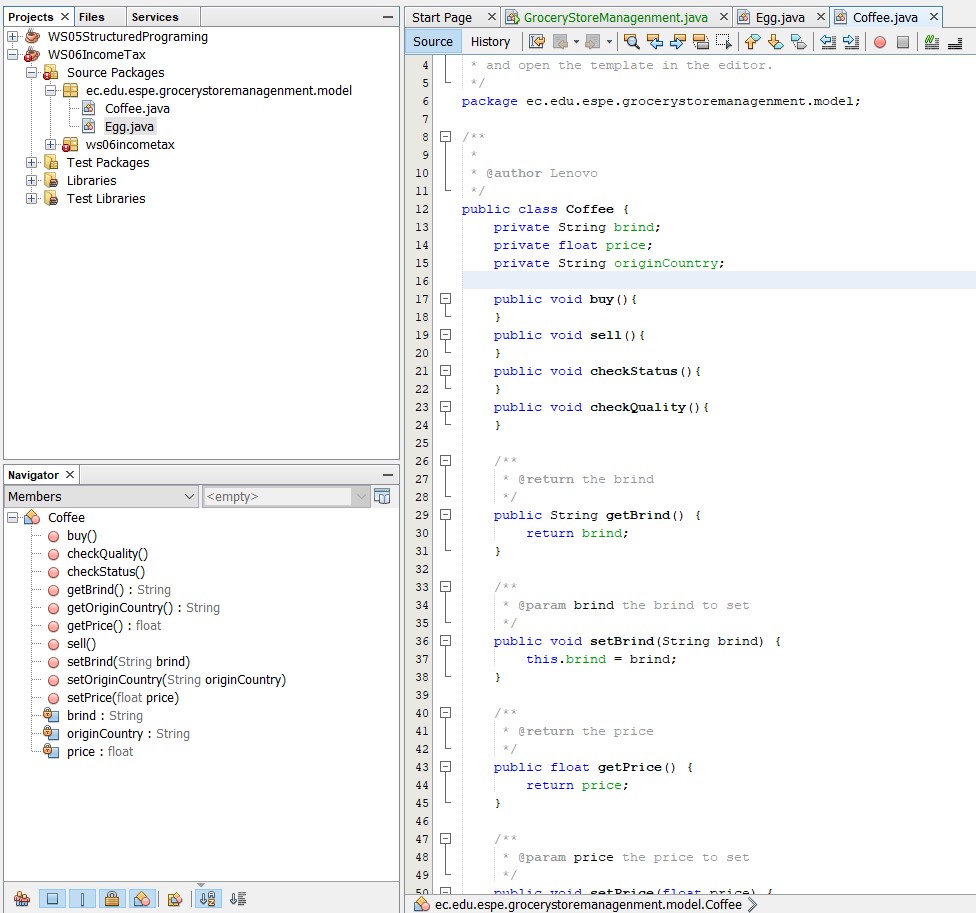 Projects
Files
Services
WS05StructuredPrograming
WS06IncomeTax
Source Packages
ec.edu.espe.grocerystoremanagenment.model
Coffee.java
Egg.java
ws06incometax
Test Packages
Libraries
Test Libraries
Navigator
Members
<empty>
Coffee
buy()
checkQuality()
checkStatus()
getBrind() : String
getOriginCountry() : String
getPrice() : float
sell()
setBrind(String brind)
setOriginCountry(String originCountry)
setPrice(float price)
brind : String
originCountry : String
price : float
Start Page
GroceryStoreManagenment.java
Egg.java
Coffee.java
Source
History
4 * and open the template in the editor.
5 */
6 package ec.edu.espe.grocerystoremanagenment.model;
7
8 /**
9 *
10 * @author Lenovo
11 */
12 public class Coffee {
13 private String brind;
14 private float price;
15 private String originCountry;
16
17 public void buy(){
18 }
19 public void sell(){
20 }
21 public void checkStatus(){
22 }
23 public void checkQuality(){
24 }
25
26 /**
27 * @return the brind
28 */
29 public String getBrind() {
30 return brind;
31 }
32
33 /**
34 * @param brind the brind to set
35 */
36 public void setBrind(String brind) {
37 this.brind = brind;
38 }
39
40 /**
41 * @return the price
42 */
43 public float getPrice() {
44 return price;
45 }
46
47 /**
48 * @param price the price to set
49 */
50 public void setPrice(float price) {
ec.edu.espe.grocerystoremanagenment.model.Coffee